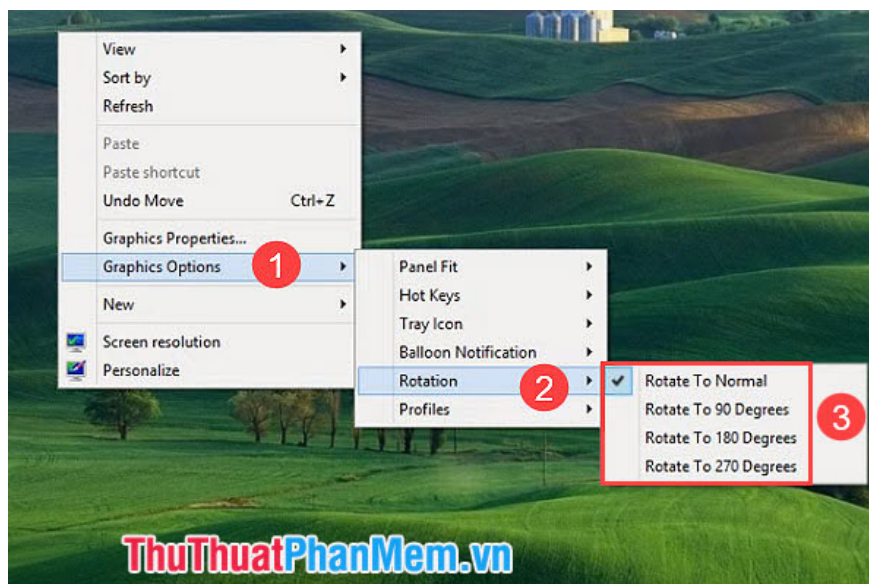 View
Sort by
Refresh
Paste
Paste shortcut
Undo Move Ctrl+Z
Graphics Properties...
Graphics Options 1
New
Screen resolution
Personalize
Panel Fit
Hot Keys
Tray Icon
Balloon Notification
Rotation 2
Profiles
Rotate To Normal
Rotate To 90 Degrees
Rotate To 180 Degrees
Rotate To 270 Degrees
3
ThuThuatPhanMem.vn